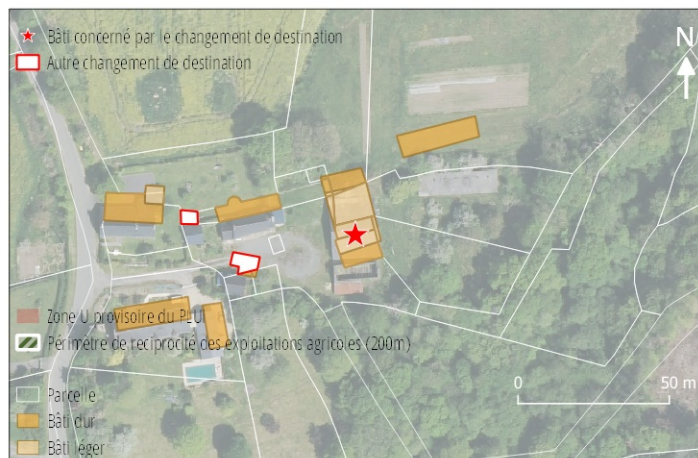 Bâti concerné par le changement de destination
Autre changement de destination
N
Zone U provisoire du PLUi
Périmètre de réciprocité des exploitations agricoles (200m)
Parcelle
Bâti dur
Bâti léger
0 50 m